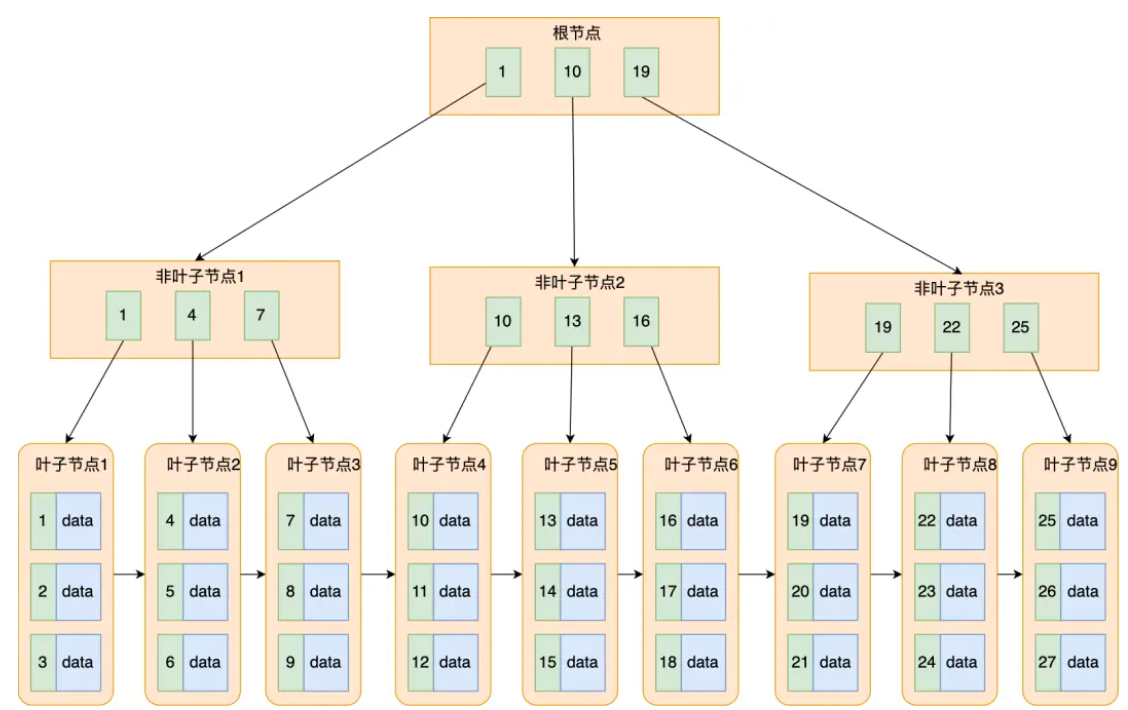 根节点
1 10 19
非叶子节点1
1 4 7
非叶子节点2
10 13 16
非叶子节点3
19 22 25
叶子节点1
1 data
2 data
3 data
叶子节点2
4 data
5 data
6 data
叶子节点3
7 data
8 data
9 data
叶子节点4
10 data
11 data
12 data
叶子节点5
13 data
14 data
15 data
叶子节点6
16 data
17 data
18 data
叶子节点7
19 data
20 data
21 data
叶子节点8
22 data
23 data
24 data
叶子节点9
25 data
26 data
27 data